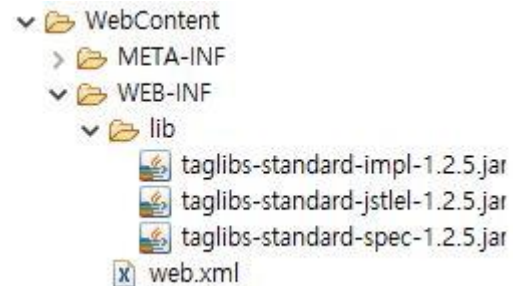 WebContent
META-INF
WEB-INF
lib
taglibs-standard-impl-1.2.5.jar
taglibs-standard-jstlel-1.2.5.jar
taglibs-standard-spec-1.2.5.jar
web.xml